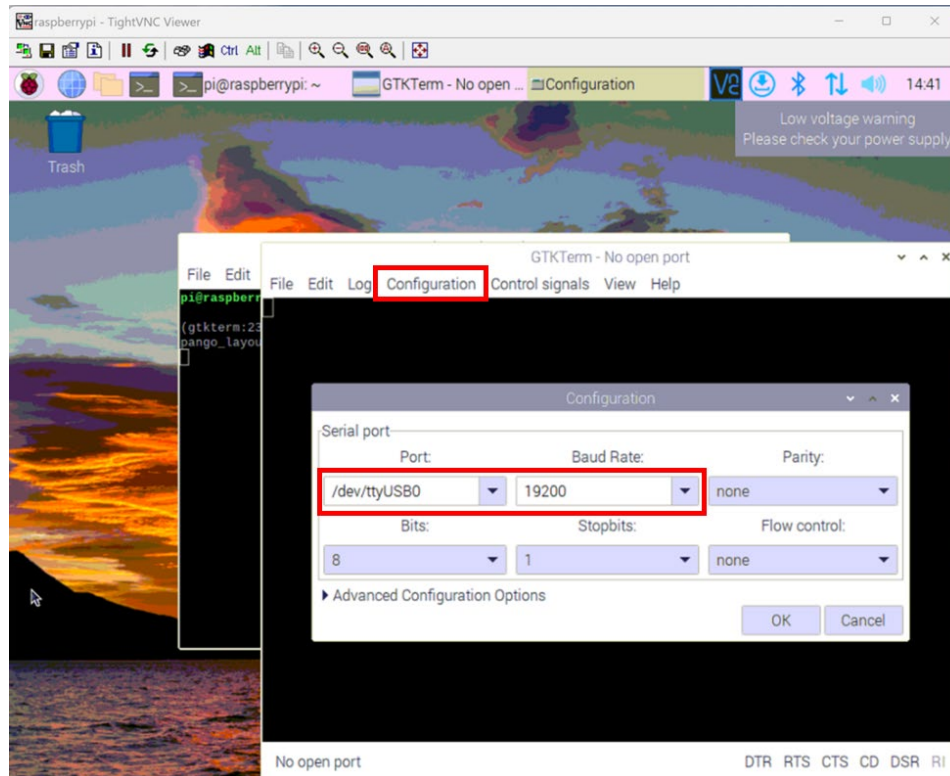 raspberrypi - TightVNC Viewer
Ctrl Alt
pi@raspberrypi: ~ GTKTerm - No open ... Configuration 14:41
Low voltage warning
Please check your power supply
Trash
GTKTerm - No open port
File Edit
File Edit Log Configuration Control signals View Help
pi@raspberr
(gtkterm:23
pango_layou
Configuration
Serial port
Port: Baud Rate: Parity:
/dev/ttyUSB0 19200 none
Bits: Stopbits: Flow control:
8 1 none
Advanced Configuration Options
OK Cancel
No open port DTR RTS CTS CD DSR RI